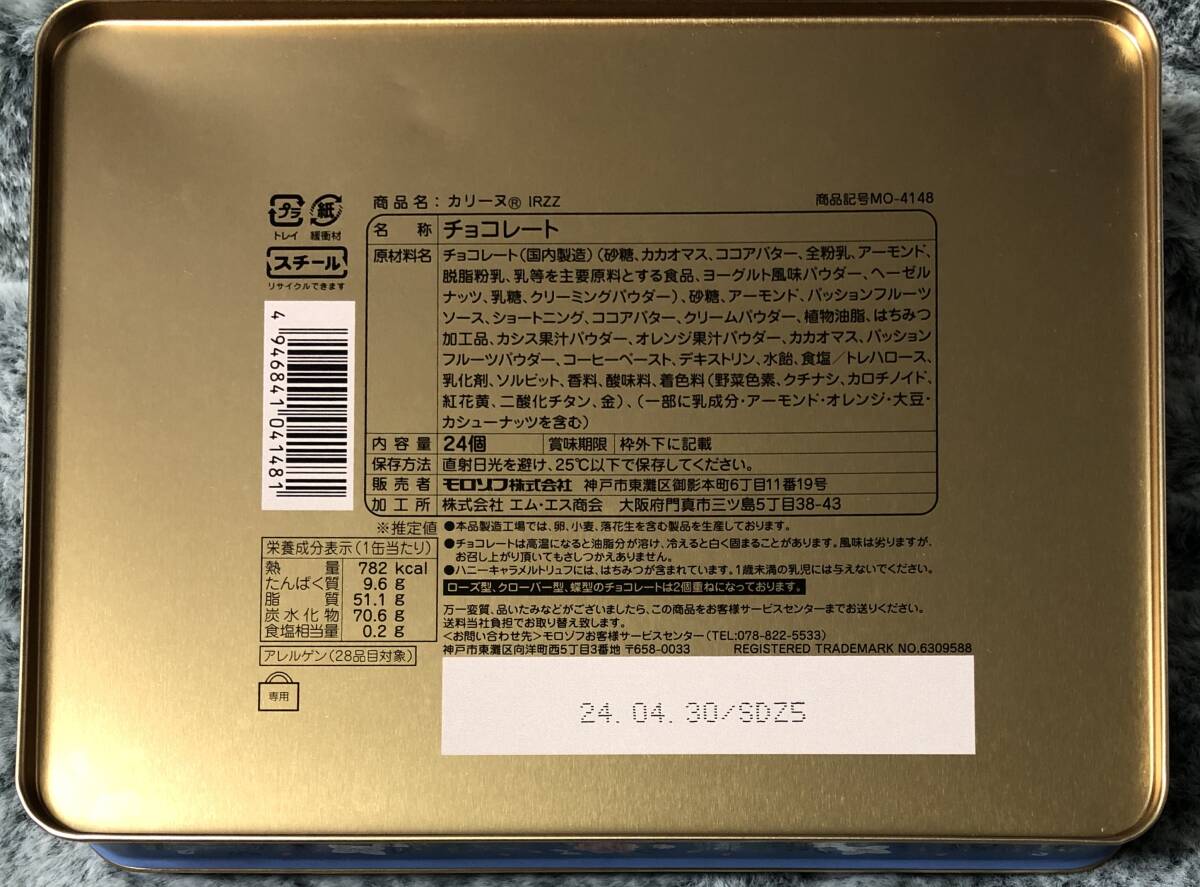 商品名：カリーヌ® IRZZ
商品記号MO-4148
プラ
トレイ
紙
緩衝材
スチール
リサイクルできます
4946841041481
名称 チョコレート
原材料名 チョコレート(国内製造)(砂糖、カカオマス、ココアバター、全粉乳、アーモンド、
脱脂粉乳、乳等を主要原料とする食品、ヨーグルト風味パウダー、ヘーゼル
ナッツ、乳糖、クリーミングパウダー)、砂糖、アーモンド、パッションフルーツ
ソース、ショートニング、ココアバター、クリームパウダー、植物油脂、はちみつ
加工品、カシス果汁パウダー、オレンジ果汁パウダー、カカオマス、パッション
フルーツパウダー、コーヒーペースト、デキストリン、水飴、食塩／トレハロース、
乳化剤、ソルビット、香料、酸味料、着色料(野菜色素、クチナシ、カロチノイド、
紅花黄、二酸化チタン、金)、(一部に乳成分・アーモンド・オレンジ・大豆・
カシューナッツを含む)
内容量 24個 賞味期限 枠外下に記載
保存方法 直射日光を避け、25℃以下で保存してください。
販売者 モロゾフ株式会社 神戸市東灘区御影本町6丁目11番19号
加工所 株式会社 エム・エス商会 大阪府門真市三ツ島5丁目38-43
※推定値
栄養成分表示(1缶当たり)
熱量 782 kcal
たんぱく質 9.6 g
脂質 51.1 g
炭水化物 70.6 g
食塩相当量 0.2 g
アレルゲン(28品目対象)
専用
●本品製造工場では、卵、小麦、落花生を含む製品を生産しております。
●チョコレートは高温になると油脂分が溶け、冷えると白く固まることがあります。風味は劣りますが、
お召し上がり頂いてもさしつかえありません。
●ハニーキャラメルトリュフには、はちみつが含まれています。1歳未満の乳児には与えないでください。
ローズ型、クローバー型、蝶型のチョコレートは2個重ねになっております。
万一変質、品いたみなどがございましたら、この商品をお客様サービスセンターまでお送りください。
送料当社負担でお取り替え致します。
<お問い合わせ先>モロゾフお客様サービスセンター(TEL:078-822-5533)
神戸市東灘区向洋町西5丁目3番地 〒658-0033 REGISTERED TRADEMARK NO.6309588
24.04.30/SDZ5